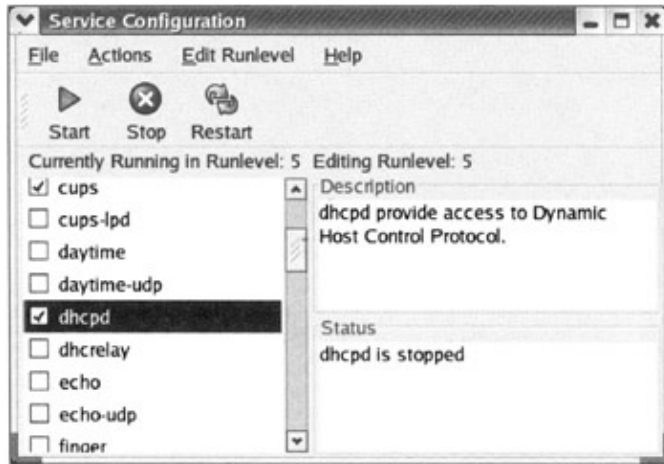 Service Configuration
File Actions Edit Runlevel Help
Start Stop Restart
Currently Running in Runlevel: 5 Editing Runlevel: 5
cups
cups-lpd
daytime
daytime-udp
dhcpd
dhcrelay
echo
echo-udp
finger
Description
dhcpd provide access to Dynamic
Host Control Protocol.
Status
dhcpd is stopped